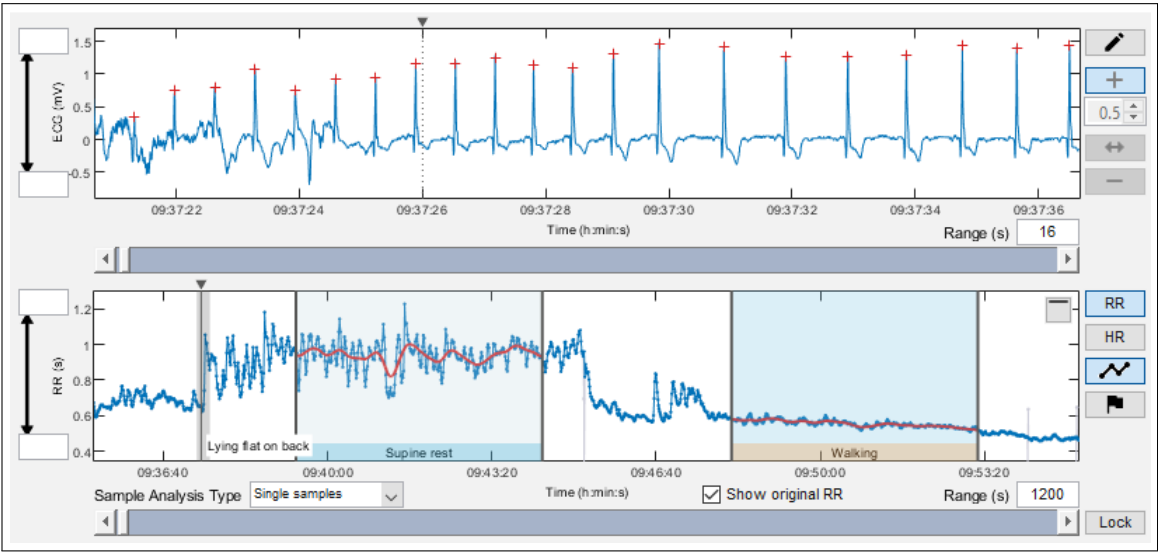 1.5
1
0.5
0
-0.5
ECG (mV)
09:37:22 09:37:24 09:37:26 09:37:28 09:37:30 09:37:32 09:37:34 09:37:36
Time (h:min:s)
Range (s) 16
0.5
1.2
1
0.8
0.6
0.4
RR (s)
Lying flat on back
Supine rest
Walking
09:36:40 09:40:00 09:43:20 09:46:40 09:50:00 09:53:20
Sample Analysis Type Single samples Time (h:min:s) Show original RR Range (s) 1200
RR
HR
Lock